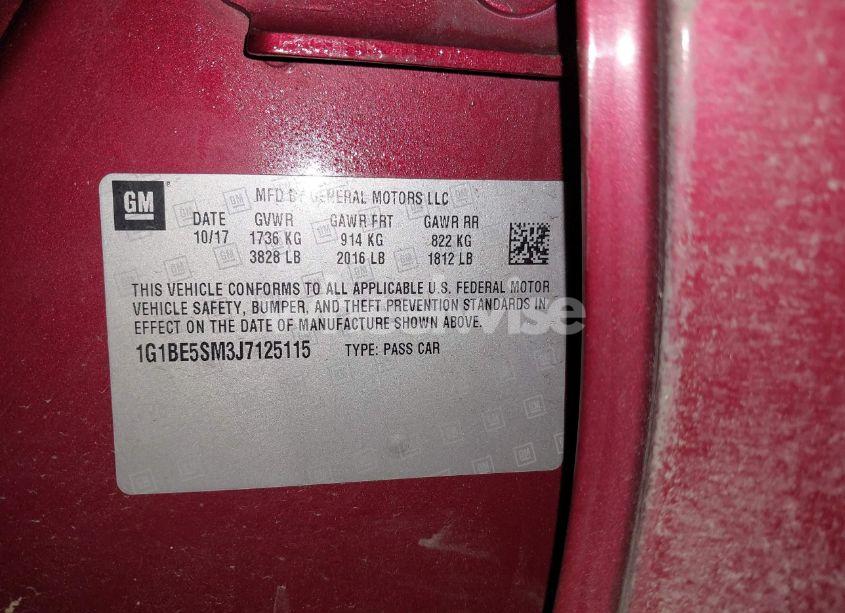 GM
MFD BY GENERAL MOTORS LLC
DATE GVWR GAWR FRT GAWR RR
10/17 1736 KG 914 KG 822 KG
3828 LB 2016 LB 1812 LB
THIS VEHICLE CONFORMS TO ALL APPLICABLE U.S. FEDERAL MOTOR
VEHICLE SAFETY, BUMPER, AND THEFT PREVENTION STANDARDS IN
EFFECT ON THE DATE OF MANUFACTURE SHOWN ABOVE.
1G1BE5SM3J7125115 TYPE: PASS CAR